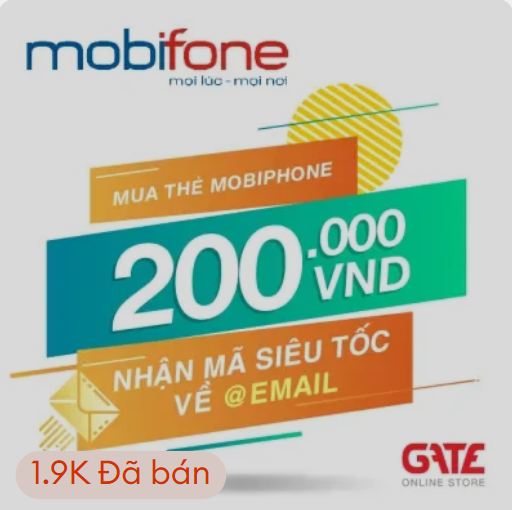 mobifone
mọi lúc - mọi nơi
MUA THẺ MOBIPHONE
200.000
VND
NHẬN MÃ SIÊU TỐC
VỀ @EMAIL
1.9K Đã bán
GATE
ONLINE STORE